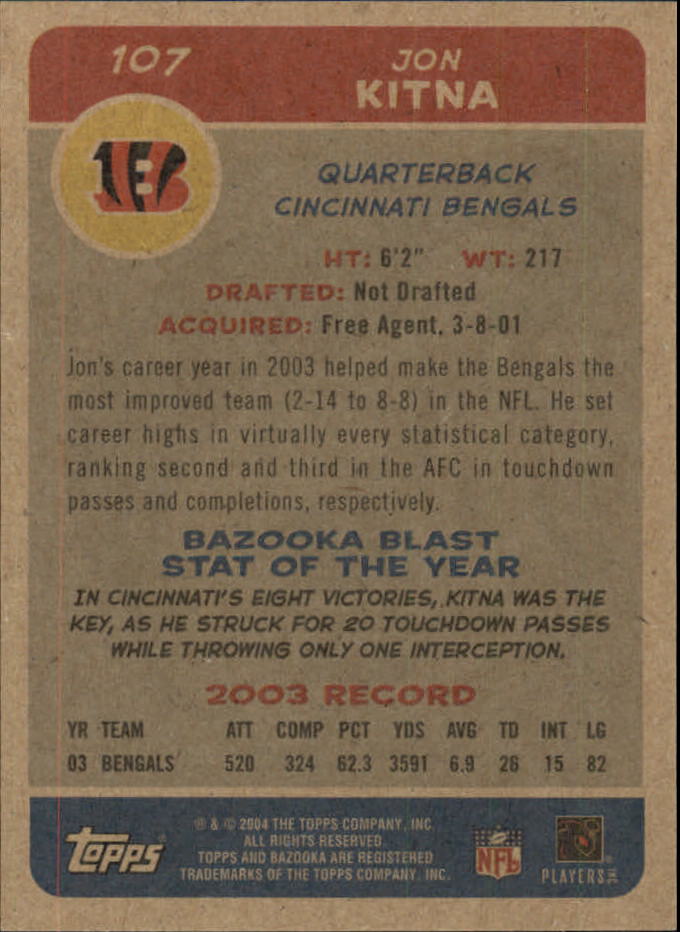 107
JON
KITNA
B
QUARTERBACK
CINCINNATI BENGALS
HT: 6'2" WT: 217
DRAFTED: Not Drafted
ACQUIRED: Free Agent, 3-8-01
Jon's career year in 2003 helped make the Bengals the
most improved team (2-14 to 8-8) in the NFL. He set
career highs in virtually every statistical category,
ranking second and third in the AFC in touchdown
passes and completions, respectively.
BAZOOKA BLAST
STAT OF THE YEAR
IN CINCINNATI'S EIGHT VICTORIES, KITNA WAS THE
KEY, AS HE STRUCK FOR 20 TOUCHDOWN PASSES
WHILE THROWING ONLY ONE INTERCEPTION.
2003 RECORD
YR TEAM ATT COMP PCT YDS AVG TD INT LG
03 BENGALS 520 324 62.3 3591 6.9 26 15 82
topps
® & © 2004 THE TOPPS COMPANY, INC.
ALL RIGHTS RESERVED.
TOPPS AND BAZOOKA ARE REGISTERED
TRADEMARKS OF THE TOPPS COMPANY, INC.
NFL
PLAYERS